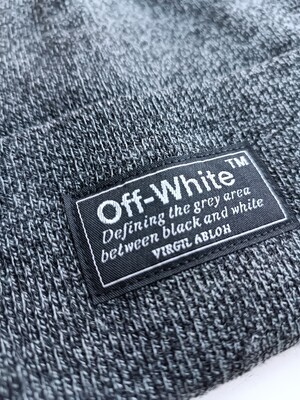 Off-White™
Defining the grey area
between black and white
VIRGIL ABLOH